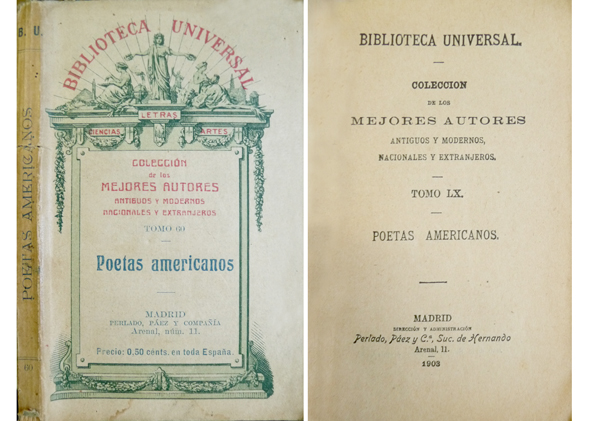 B. U.
POETAS AMERICANOS
60
BIBLIOTECA UNIVERSAL
LETRAS
CIENCIAS
ARTES
COLECCIÓN
de los
MEJORES AUTORES
ANTIGUOS Y MODERNOS
NACIONALES Y EXTRANJEROS
TOMO 60
Poetas americanos
MADRID
PERLADO, PÁEZ Y COMPAÑÍA
Arenal, núm. 11.
Precio: 0,50 cents. en toda España.
BIBLIOTECA UNIVERSAL.
COLECCION
DE LOS
MEJORES AUTORES
ANTIGUOS Y MODERNOS,
NACIONALES Y EXTRANJEROS.
TOMO LX.
POETAS AMERICANOS.
MADRID
DIRECCIÓN Y ADMINISTRACIÓN
Perlado, Páez y C.ª, Suc. de Hernando
Arenal, 11.
1903